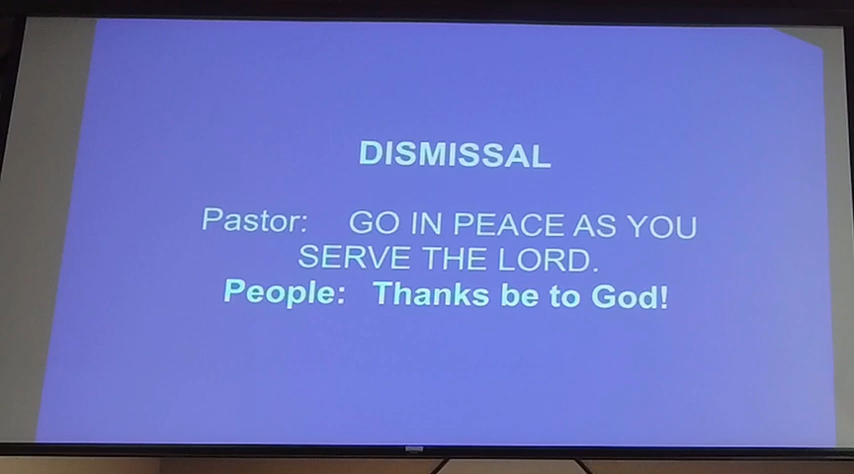 DISMISSAL
Pastor: GO IN PEACE AS YOU
SERVE THE LORD.
People: Thanks be to God!